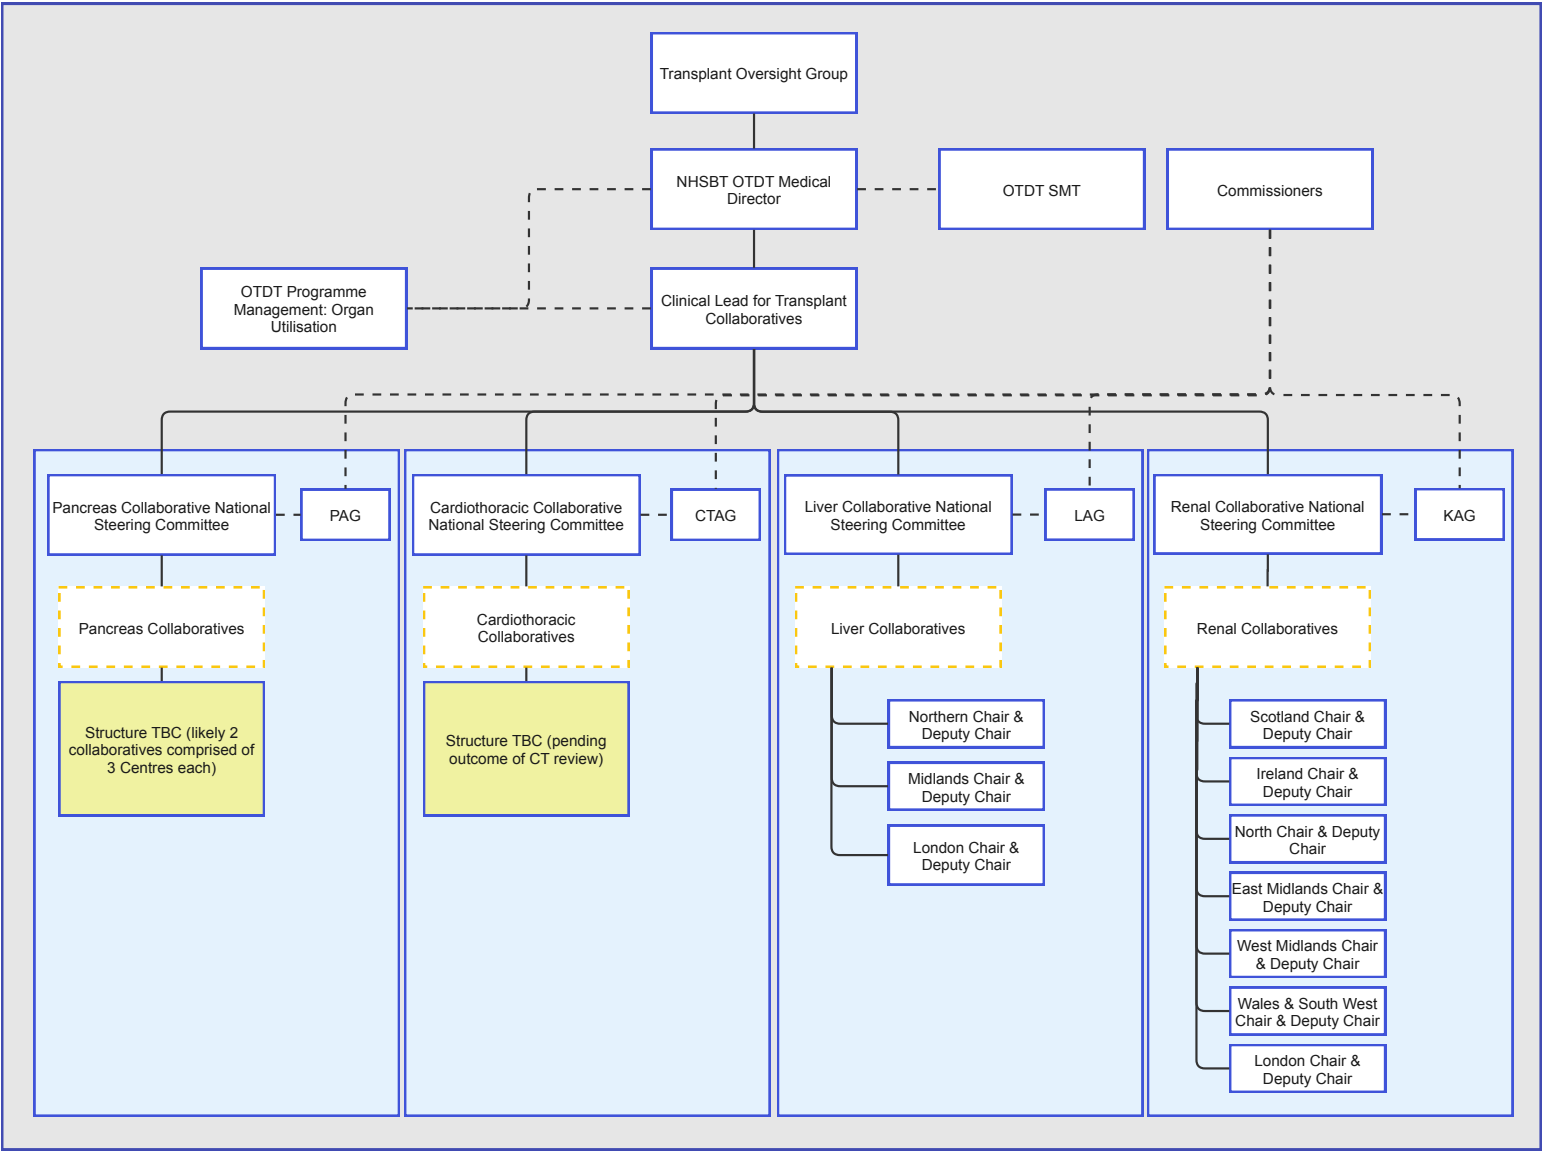 Transplant Oversight Group
NHSBT OTDT Medical
Director
OTDT SMT
Commissioners
OTDT Programme
Management: Organ
Utilisation
Clinical Lead for Transplant
Collaboratives
Pancreas Collaborative National
Steering Committee
PAG
Cardiothoracic Collaborative
National Steering Committee
CTAG
Liver Collaborative National
Steering Committee
LAG
Renal Collaborative National
Steering Committee
KAG
Pancreas Collaboratives
Cardiothoracic
Collaboratives
Liver Collaboratives
Renal Collaboratives
Structure TBC (likely 2
collaboratives comprised of
3 Centres each)
Structure TBC (pending
outcome of CT review)
Northern Chair &
Deputy Chair
Midlands Chair &
Deputy Chair
London Chair &
Deputy Chair
Scotland Chair &
Deputy Chair
Ireland Chair &
Deputy Chair
North Chair & Deputy
Chair
East Midlands Chair &
Deputy Chair
West Midlands Chair
& Deputy Chair
Wales & South West
Chair & Deputy Chair
London Chair &
Deputy Chair